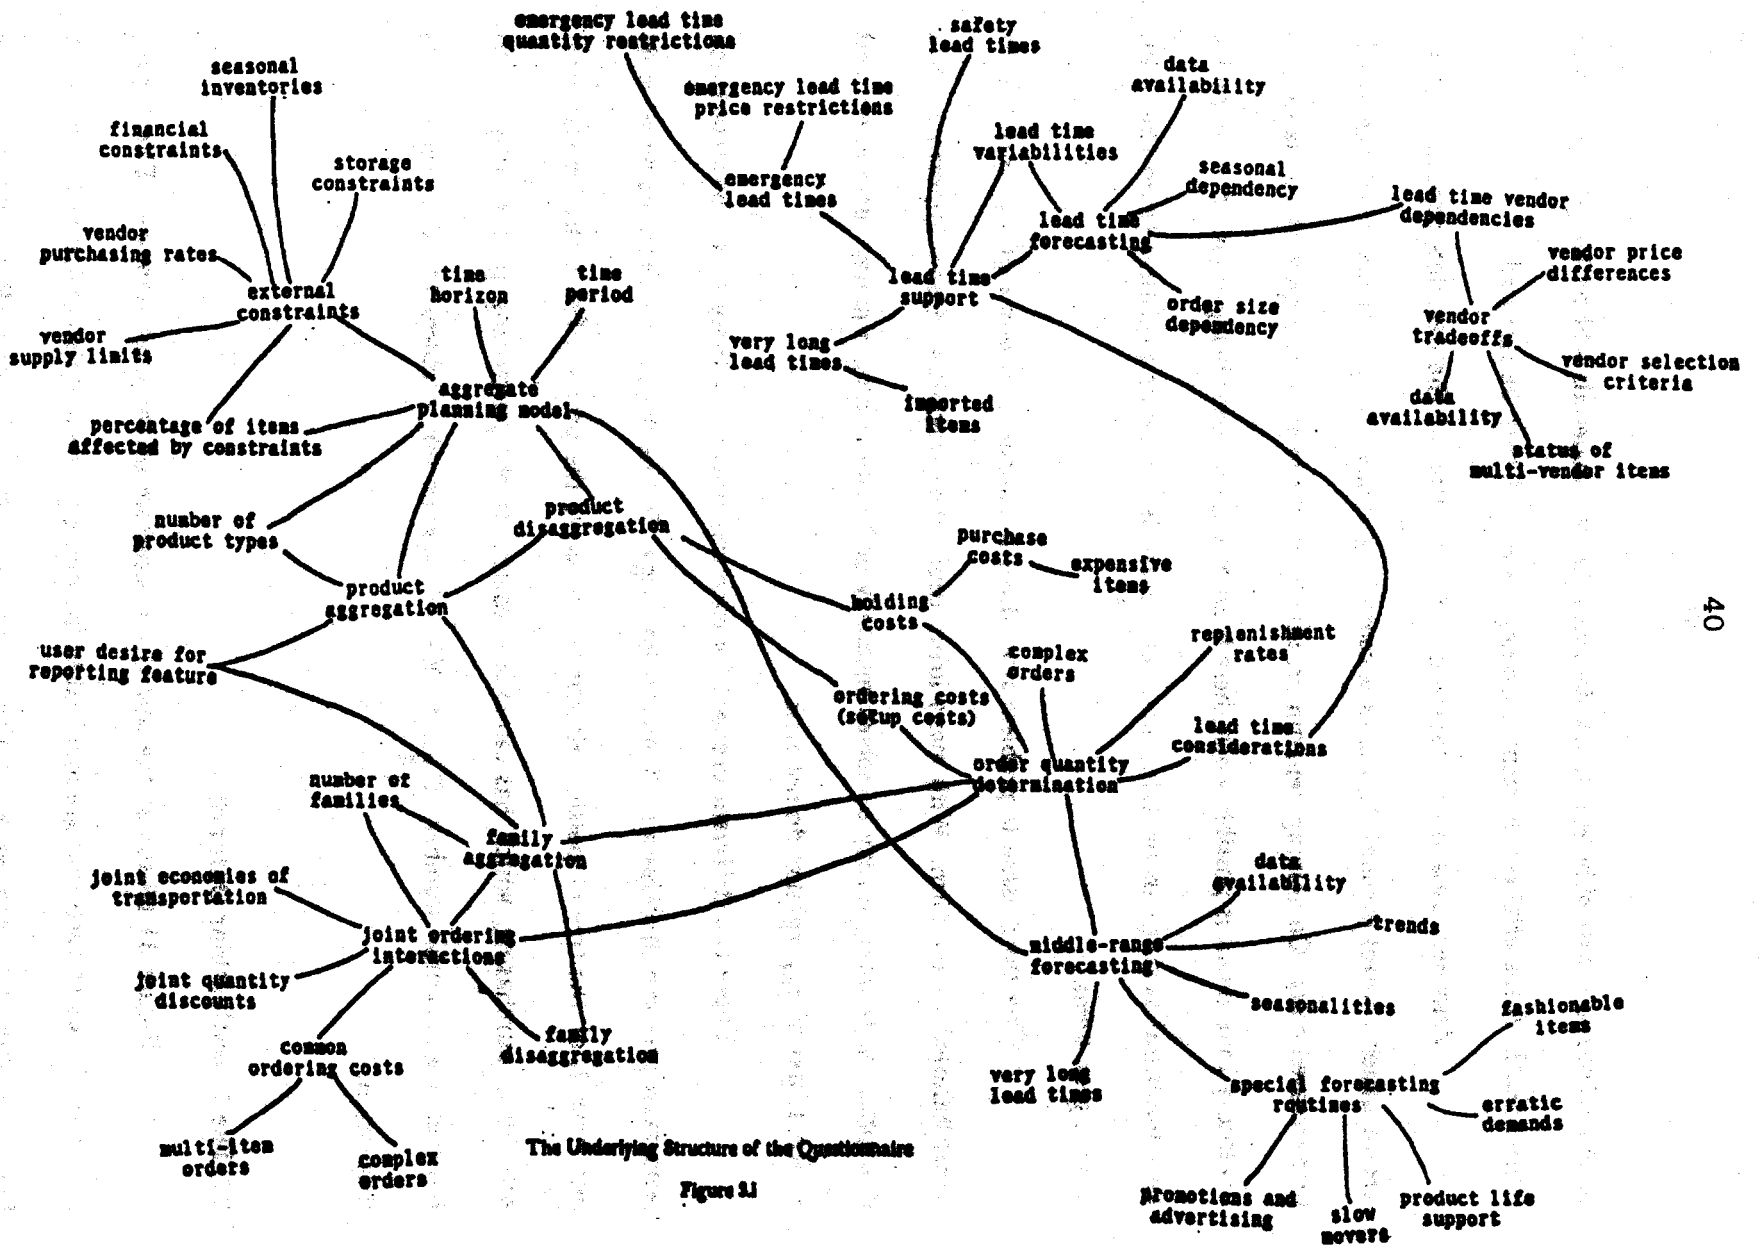 emergency lead time
quantity restrictions
safety
lead times
seasonal
inventories
data
availability
emergency lead time
price restrictions
financial
constraints
lead time
variabilities
storage
constraints
seasonal
dependency
emergency
lead times
lead time vendor
dependencies
lead time
forecasting
vendor
purchasing rates
vendor price
differences
time
horizon
time
period
lead time
support
external
constraints
order size
dependency
vendor
tradeoffs
vendor
supply limits
very long
lead times
vendor selection
criteria
aggregate
planning model
imported
items
data
availability
percentage of items
affected by constraints
status of
multi-vendor items
number of
product types
product
disaggregation
purchase
costs
expensive
items
product
aggregation
holding
costs
40
user desire for
reporting feature
complex
orders
replenishment
rates
ordering costs
(setup costs)
lead time
considerations
order quantity
determination
number of
families
family
aggregation
data
availability
joint economies of
transportation
trends
joint ordering
interactions
middle-range
forecasting
joint quantity
discounts
seasonalities
fashionable
items
family
disaggregation
common
ordering costs
very long
lead times
special forecasting
routines
erratic
demands
multi-item
orders
complex
orders
The Underlying Structure of the Questionnaire
Figure 3.1
promotions and
advertising
slow
movers
product life
support